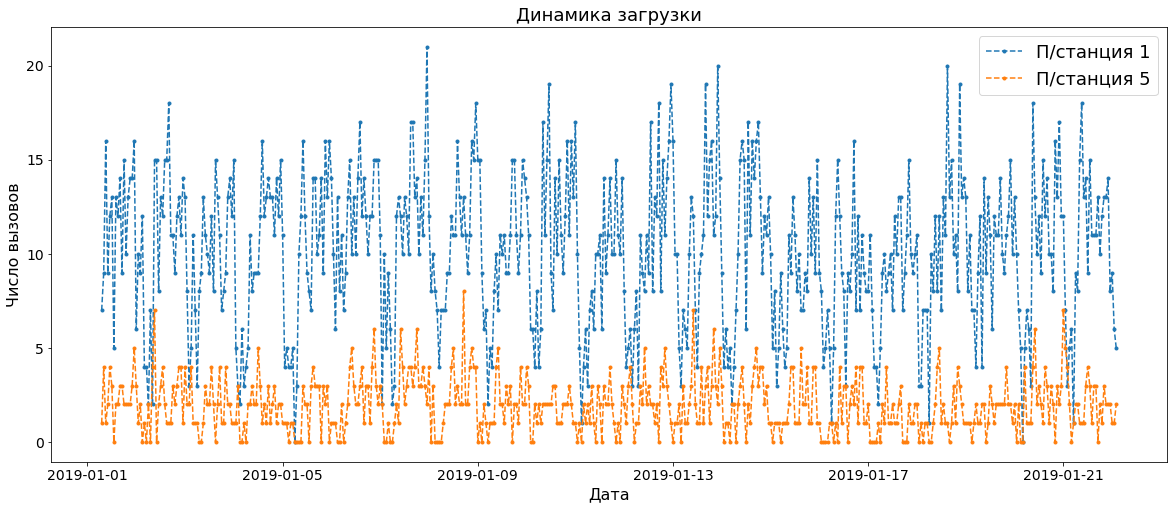 Динамика загрузки
П/станция 1
П/станция 5
Число вызовов
20
15
10
5
0
2019-01-01 2019-01-05 2019-01-09 2019-01-13 2019-01-17 2019-01-21
Дата